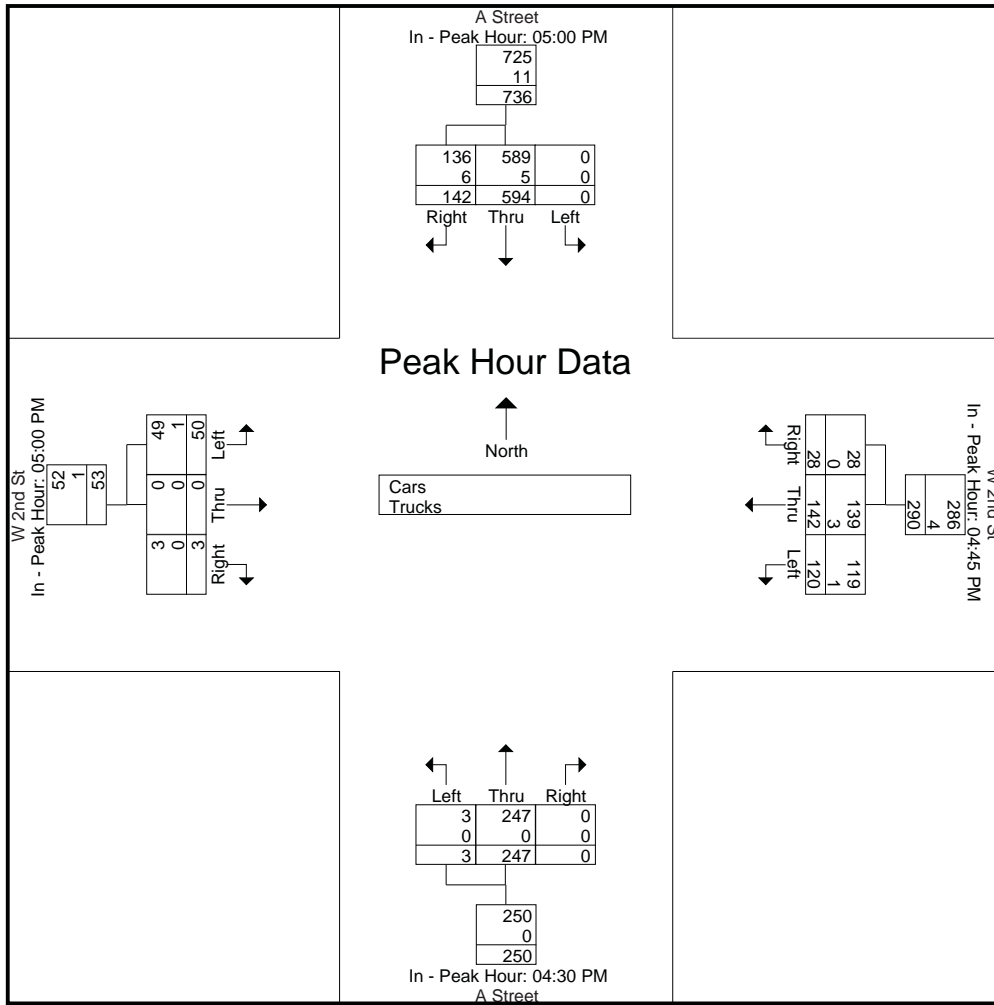 A Street
In - Peak Hour: 05:00 PM
725
11
736
136 589 0
6 5 0
142 594 0
Right Thru Left
Peak Hour Data
North
Cars
Trucks
W 2nd St
In - Peak Hour: 05:00 PM
52
1
53
49 0 3
1 0 0
50 0 3
Left Thru Right
W 2nd St
In - Peak Hour: 04:45 PM
286
4
290
28 139 119
0 3 1
28 142 120
Right Thru Left
Left Thru Right
3 247 0
0 0 0
3 247 0
250
0
250
In - Peak Hour: 04:30 PM
A Street